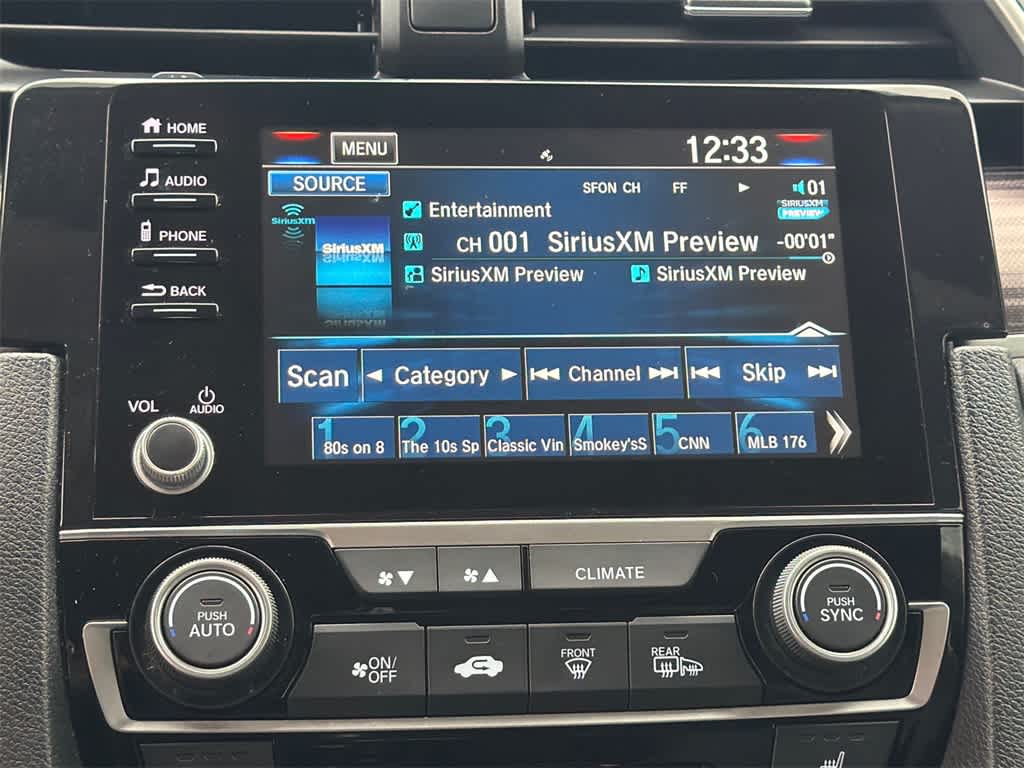 HOME
AUDIO
PHONE
BACK
VOL
AUDIO
MENU
12:33
SOURCE
SFON CH FF 01
SIRIUSXM
PREVIEW
SiriusXM
SiriusXM
SiriusXM
SiriusXM
Entertainment
CH 001 SiriusXM Preview -00'01"
SiriusXM Preview SiriusXM Preview
Scan Category Channel Skip
1 80s on 8
2 The 10s Sp
3 Classic Vin
4 Smokey'sS
5 CNN
6 MLB 176
CLIMATE
PUSH
AUTO
PUSH
SYNC
ON/
OFF
FRONT
REAR